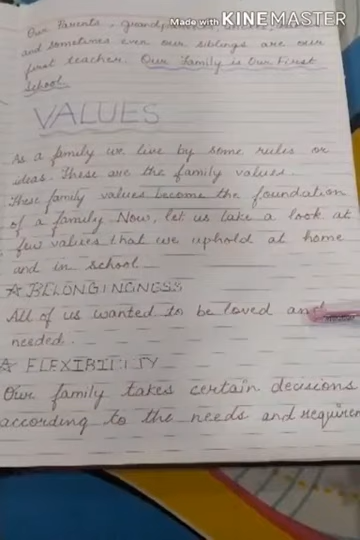 Made with KINEMASTER
Our Parents, grandparents,
and sometimes even our siblings are our
first teacher. Our Family is Our First
School
VALUES
As a family we live by some rules or
ideas. These are the family values.
These family values become the foundation
of a family. Now, let us take a look at
few values that we uphold at home
and in school
BELONGINGNESS
All of us wanted to be loved and
needed.
FLEXIBITITY
Our family takes certain decisions
according to the needs and requirem